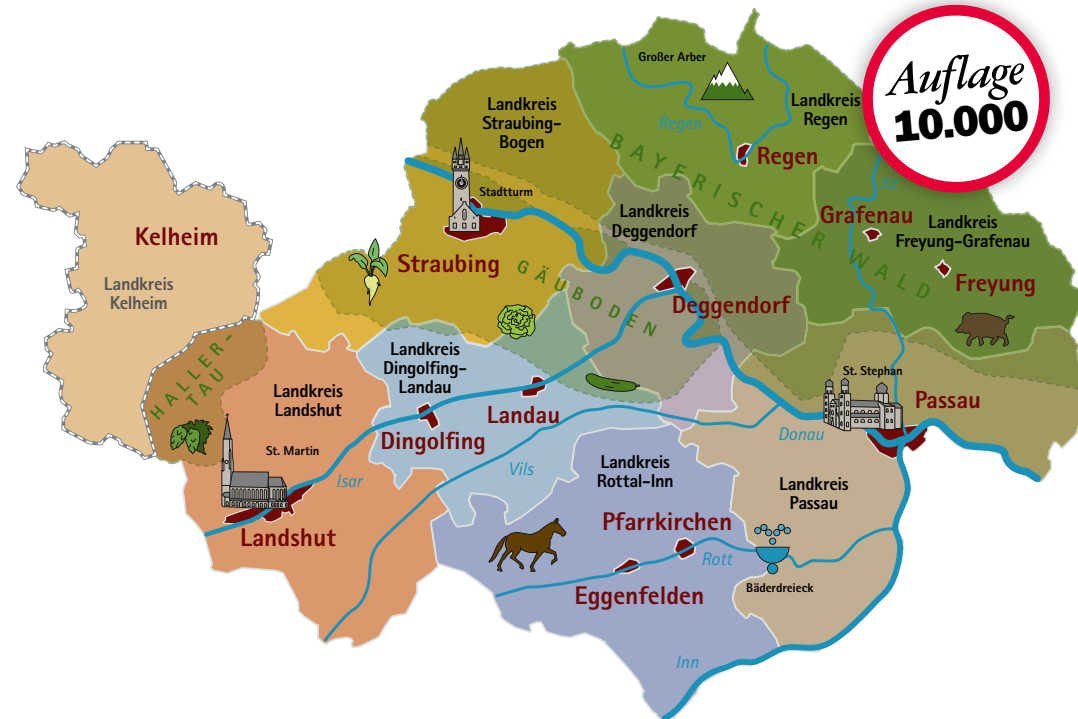 Auflage
10.000
Großer Arber
Landkreis
Regen
Regen
Regen
Landkreis
Straubing-
Bogen
Stadtturm
Straubing
BAYERISCHER WALD
Ilz
Grafenau
Landkreis
Freyung-Grafenau
Freyung
Landkreis
Deggendorf
Deggendorf
GÄUBODEN
Kelheim
Landkreis
Kelheim
HALLER-
TAU
Landkreis
Landshut
St. Martin
Isar
Landshut
Landkreis
Dingolfing-
Landau
Landau
Dingolfing
Vils
St. Stephan
Passau
Donau
Landkreis
Rottal-Inn
Landkreis
Passau
Pfarrkirchen
Rott
Eggenfelden
Bäderdreieck
Inn